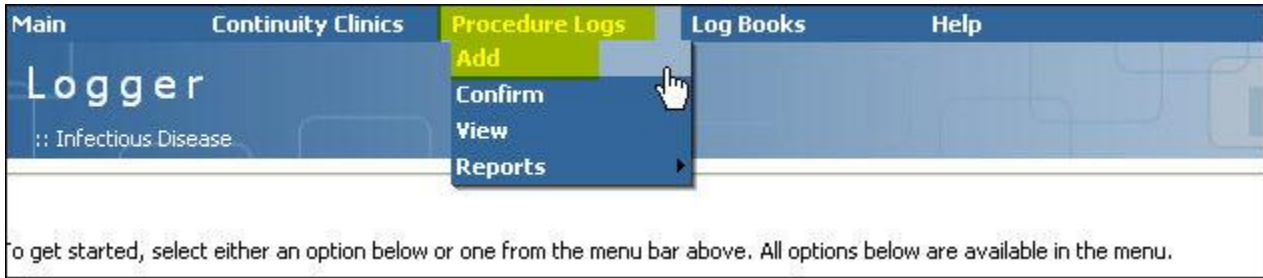 Main Continuity Clinics Procedure Logs Log Books Help
Add
Logger
Confirm
:: Infectious Disease
View
Reports
o get started, select either an option below or one from the menu bar above. All options below are available in the menu.